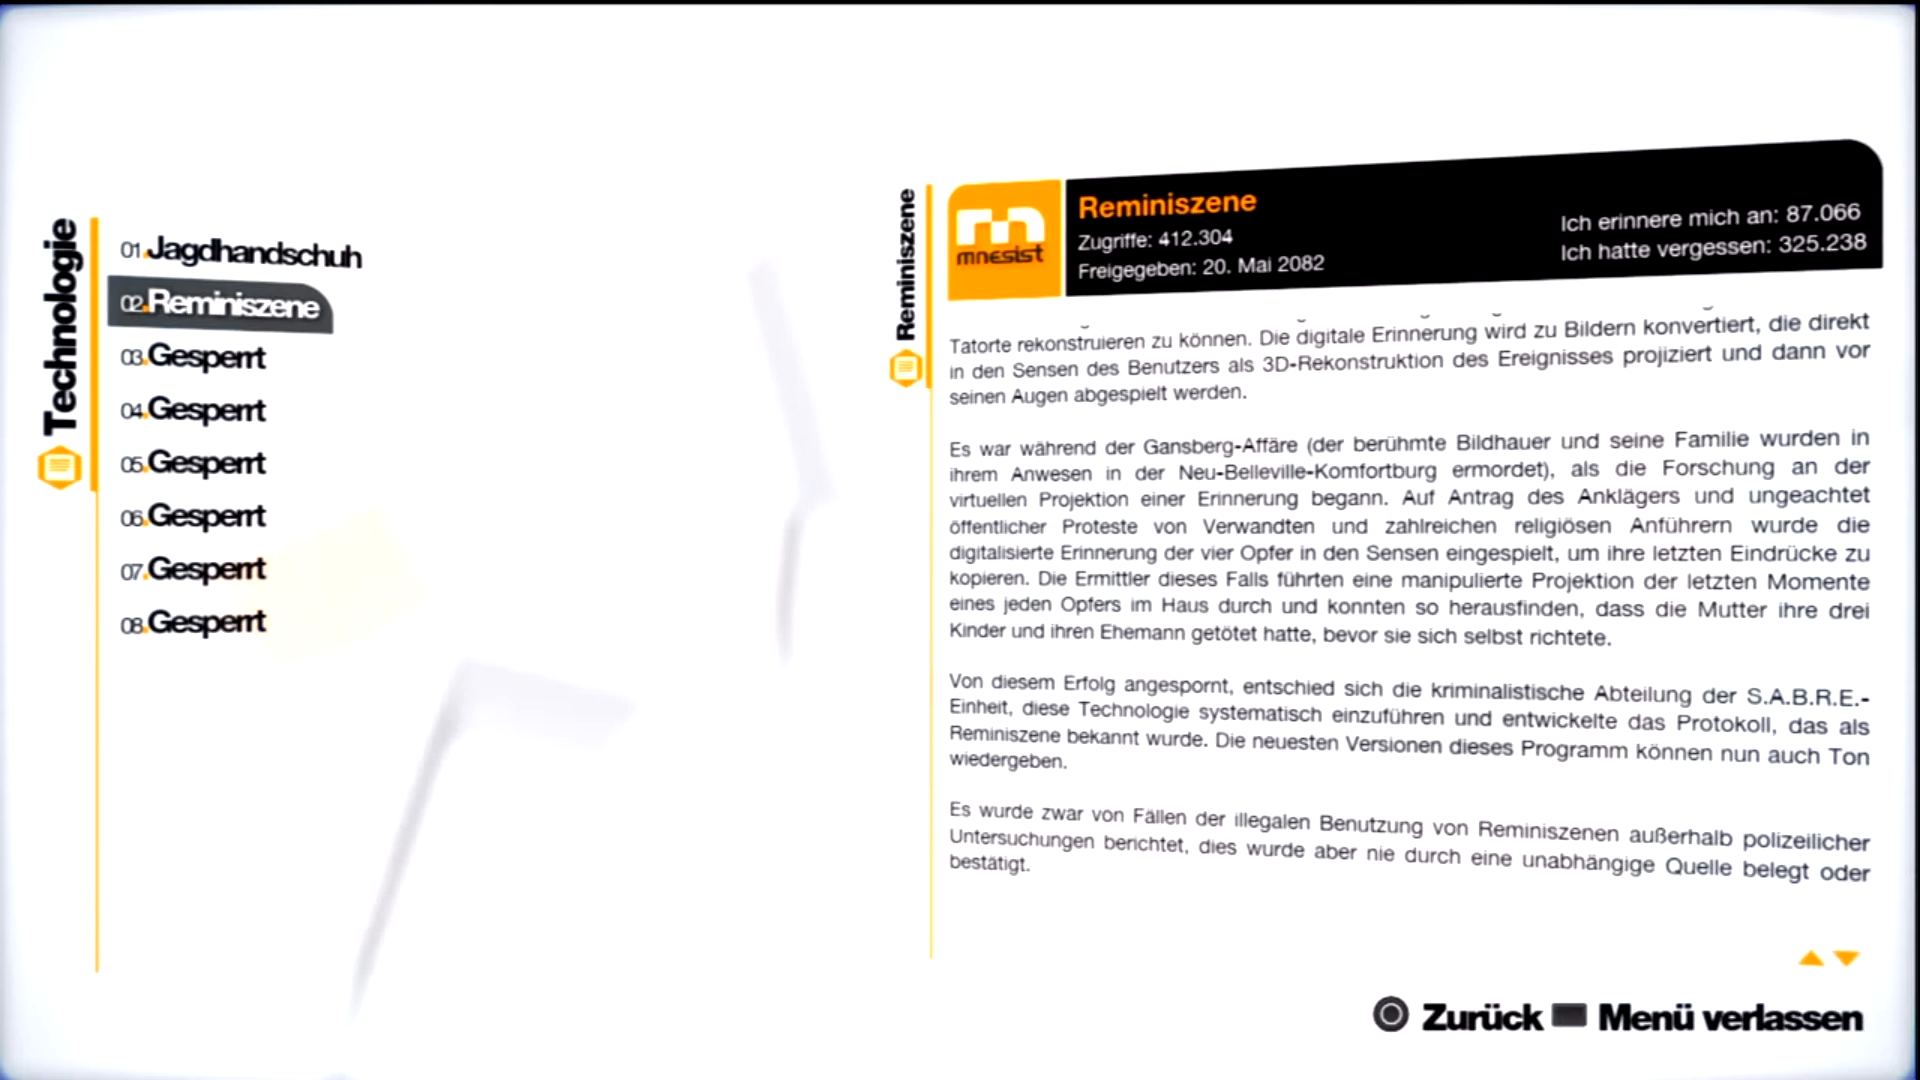 Technologie
01.Jagdhandschuh
02.Reminiszene
03.Gesperrt
04.Gesperrt
05.Gesperrt
06.Gesperrt
07.Gesperrt
08.Gesperrt
Reminiszene
mnesist
Reminiszene
Zugriffe: 412.304
Freigegeben: 20. Mai 2082
Ich erinnere mich an: 87.066
Ich hatte vergessen: 325.238
Tatorte rekonstruieren zu können. Die digitale Erinnerung wird zu Bildern konvertiert, die direkt
in den Sensen des Benutzers als 3D-Rekonstruktion des Ereignisses projiziert und dann vor
seinen Augen abgespielt werden.
Es war während der Gansberg-Affäre (der berühmte Bildhauer und seine Familie wurden in
ihrem Anwesen in der Neu-Belleville-Komfortburg ermordet), als die Forschung an der
virtuellen Projektion einer Erinnerung begann. Auf Antrag des Anklägers und ungeachtet
öffentlicher Proteste von Verwandten und zahlreichen religiösen Anführern wurde die
digitalisierte Erinnerung der vier Opfer in den Sensen eingespielt, um ihre letzten Eindrücke zu
kopieren. Die Ermittler dieses Falls führten eine manipulierte Projektion der letzten Momente
eines jeden Opfers im Haus durch und konnten so herausfinden, dass die Mutter ihre drei
Kinder und ihren Ehemann getötet hatte, bevor sie sich selbst richtete.
Von diesem Erfolg angespornt, entschied sich die kriminalistische Abteilung der S.A.B.R.E.-
Einheit, diese Technologie systematisch einzuführen und entwickelte das Protokoll, das als
Reminiszene bekannt wurde. Die neuesten Versionen dieses Programm können nun auch Ton
wiedergeben.
Es wurde zwar von Fällen der illegalen Benutzung von Reminiszenen außerhalb polizeilicher
Untersuchungen berichtet, dies wurde aber nie durch eine unabhängige Quelle belegt oder
bestätigt.
Zurück Menü verlassen